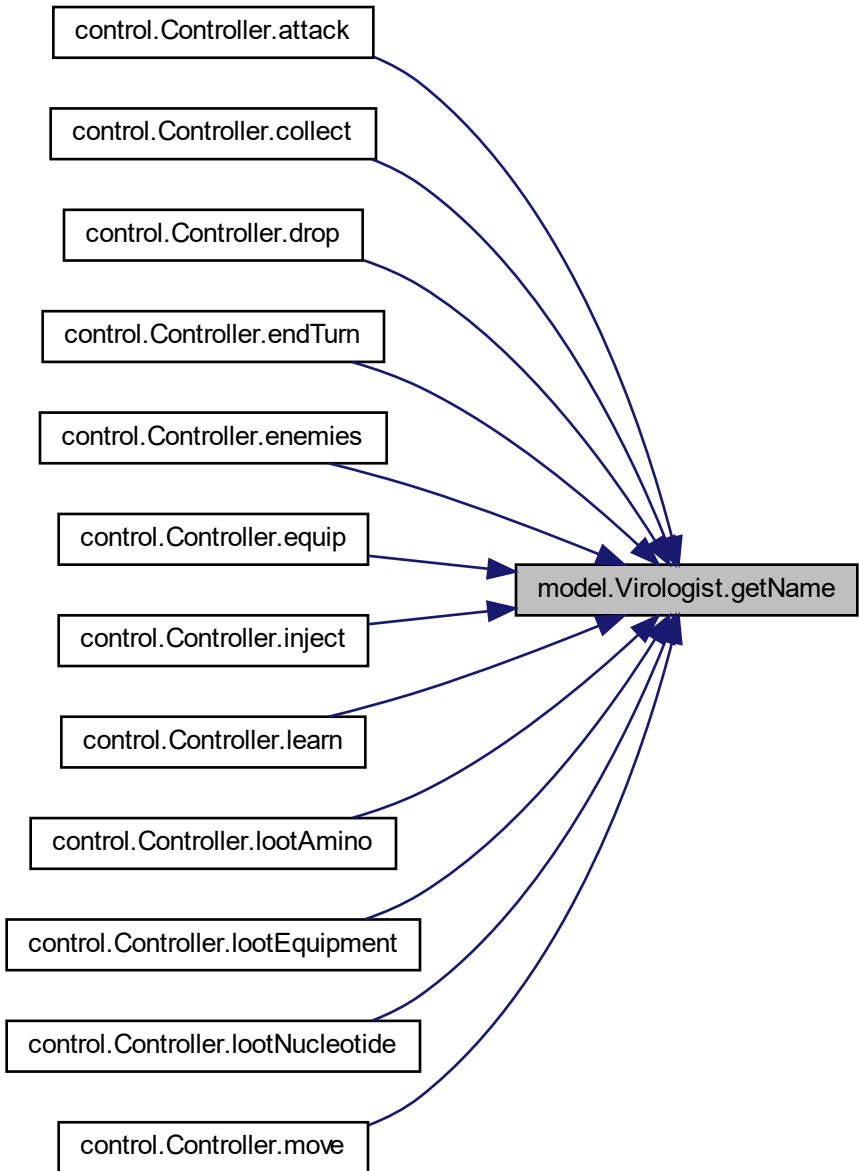 control.Controller.attack
control.Controller.collect
control.Controller.drop
control.Controller.endTurn
control.Controller.enemies
control.Controller.equip
model.Virologist.getName
control.Controller.inject
control.Controller.learn
control.Controller.lootAmino
control.Controller.lootEquipment
control.Controller.lootNucleotide
control.Controller.move